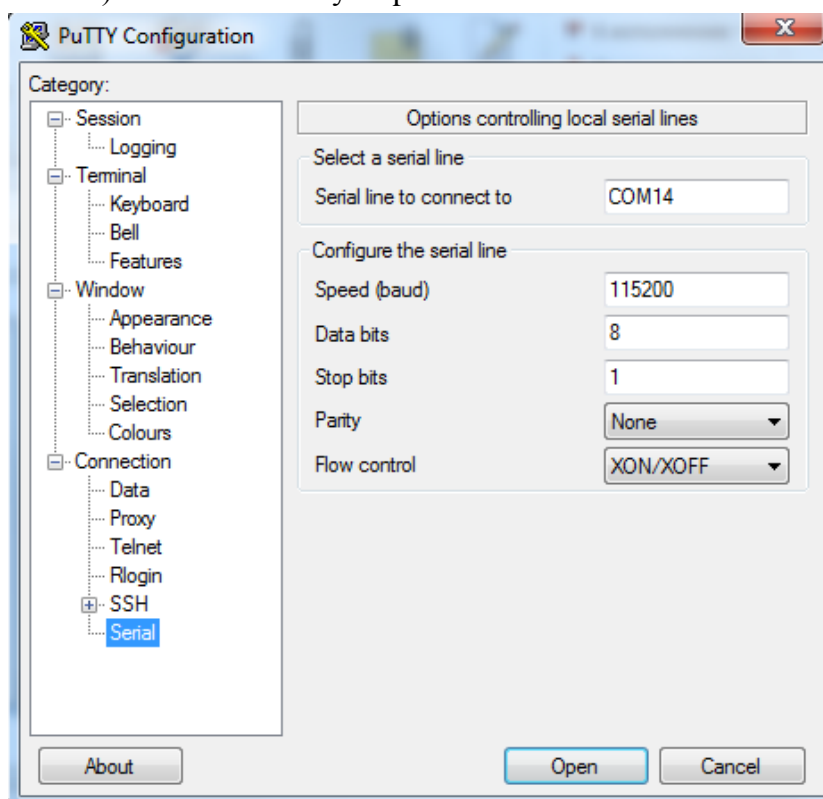 PuTTY Configuration
Category:
Session
Logging
Terminal
Keyboard
Bell
Features
Window
Appearance
Behaviour
Translation
Selection
Colours
Connection
Data
Proxy
Telnet
Rlogin
SSH
Serial
Options controlling local serial lines
Select a serial line
Serial line to connect to COM14
Configure the serial line
Speed (baud) 115200
Data bits 8
Stop bits 1
Parity None
Flow control XON/XOFF
About Open Cancel